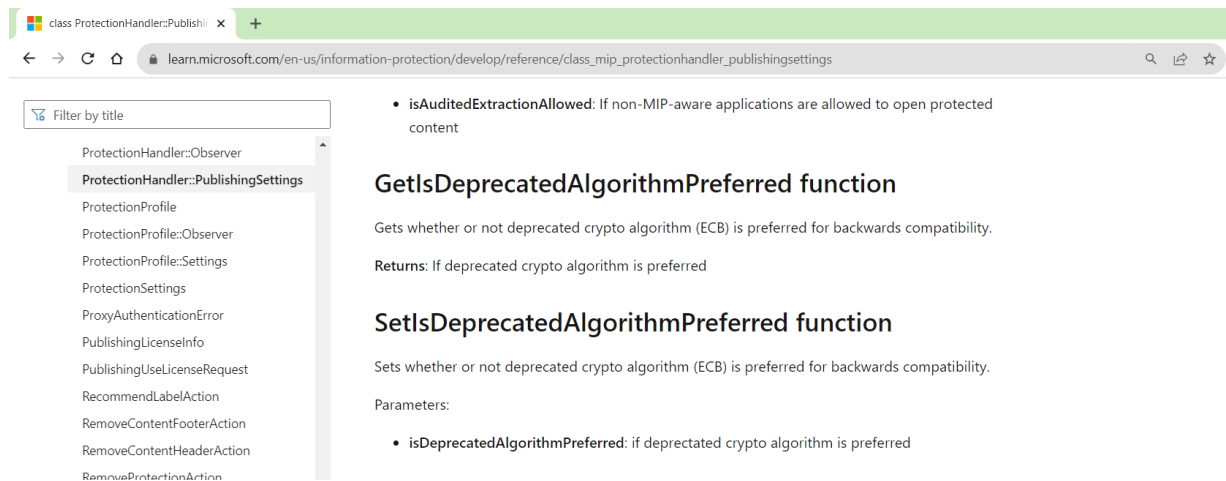 class ProtectionHandler::Publishin
learn.microsoft.com/en-us/information-protection/develop/reference/class_mip_protectionhandler_publishingsettings
Filter by title
ProtectionHandler::Observer
ProtectionHandler::PublishingSettings
ProtectionProfile
ProtectionProfile::Observer
ProtectionProfile::Settings
ProtectionSettings
ProxyAuthenticationError
PublishingLicenseInfo
PublishingUseLicenseRequest
RecommendLabelAction
RemoveContentFooterAction
RemoveContentHeaderAction
RemoveProtectionAction
• isAuditedExtractionAllowed: If non-MIP-aware applications are allowed to open protected
content
GetIsDeprecatedAlgorithmPreferred function
Gets whether or not deprecated crypto algorithm (ECB) is preferred for backwards compatibility.
Returns: If deprecated crypto algorithm is preferred
SetIsDeprecatedAlgorithmPreferred function
Sets whether or not deprecated crypto algorithm (ECB) is preferred for backwards compatibility.
Parameters:
• isDeprecatedAlgorithmPreferred: if deprectated crypto algorithm is preferred